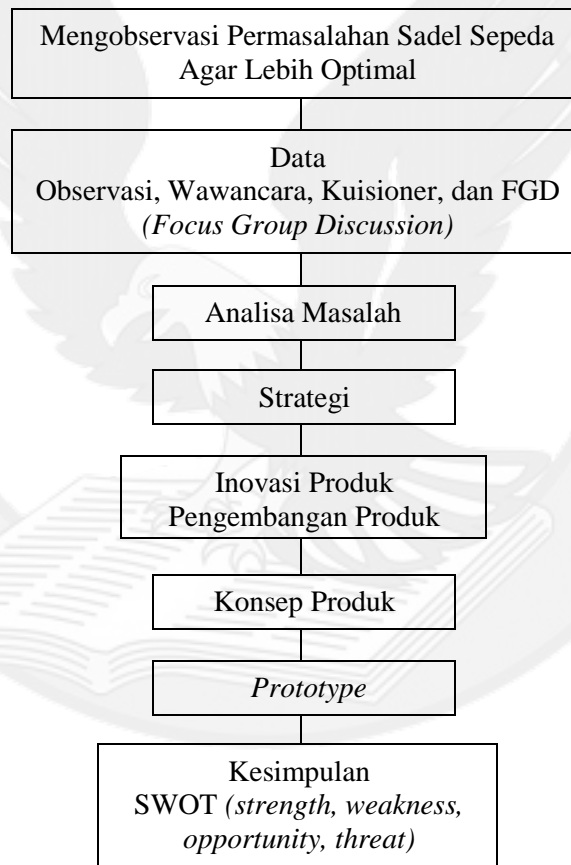 Mengobservasi Permasalahan Sadel Sepeda
Agar Lebih Optimal
Data
Observasi, Wawancara, Kuisioner, dan FGD
(Focus Group Discussion)
Analisa Masalah
Strategi
Inovasi Produk
Pengembangan Produk
Konsep Produk
Prototype
Kesimpulan
SWOT (strength, weakness,
opportunity, threat)